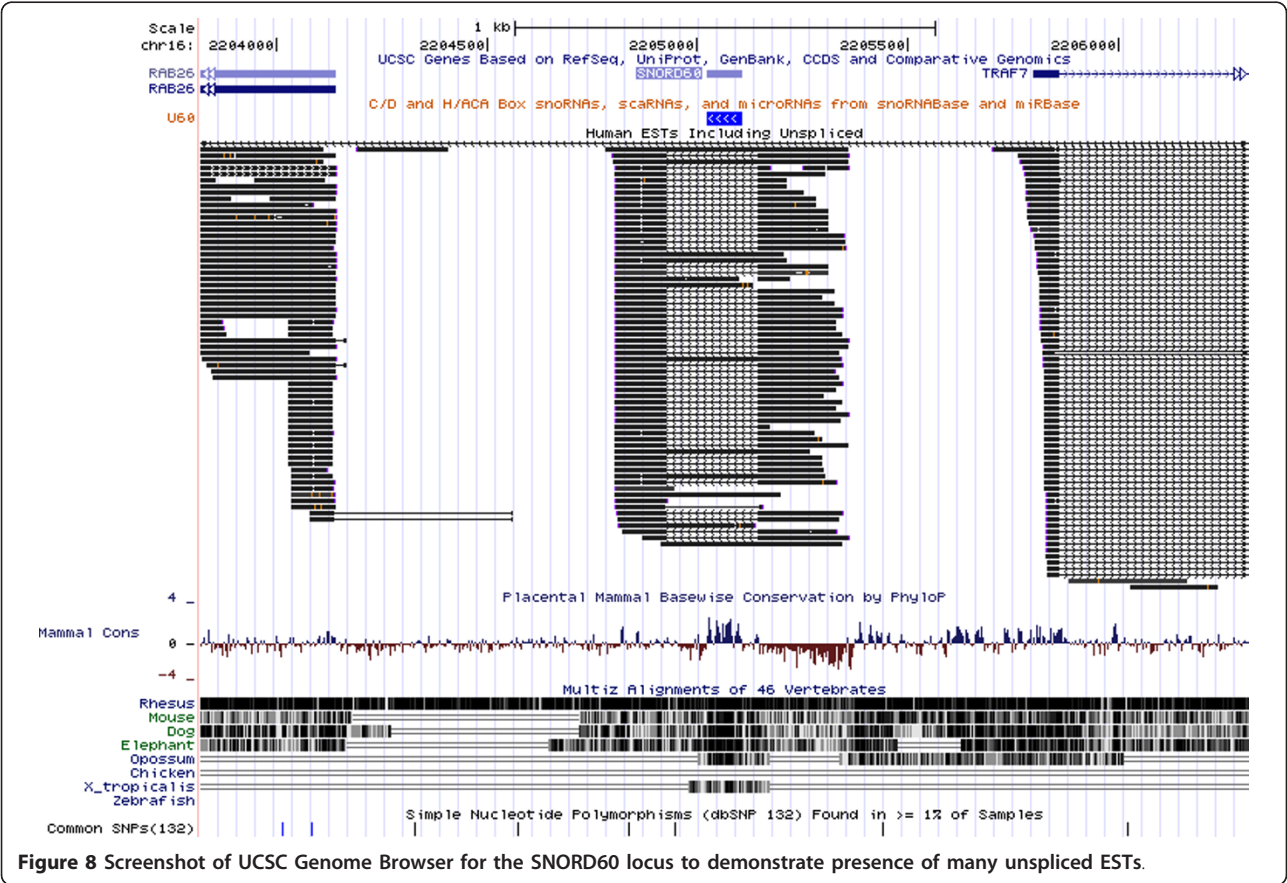 Scale 1 kb
chr16: 2204000 2204500 2205000 2205500 2206000
UCSC Genes Based on RefSeq, UniProt, GenBank, CCDS and Comparative Genomics
RAB26 SNORD60 TRAF7
RAB26
C/D and H/ACA Box snoRNAs, scaRNAs, and microRNAs from snoRNABase and miRBase
U60
Human ESTs Including Unspliced
Placental Mammal Basewise Conservation by PhyloP
4 _
Mammal Cons
0 –
-4 _
Multiz Alignments of 46 Vertebrates
Rhesus
Mouse
Dog
Elephant
Opossum
Chicken
X_tropicalis
Zebrafish
Simple Nucleotide Polymorphisms (dbSNP 132) Found in >= 1% of Samples
Common SNPs(132)
Figure 8 Screenshot of UCSC Genome Browser for the SNORD60 locus to demonstrate presence of many unspliced ESTs.